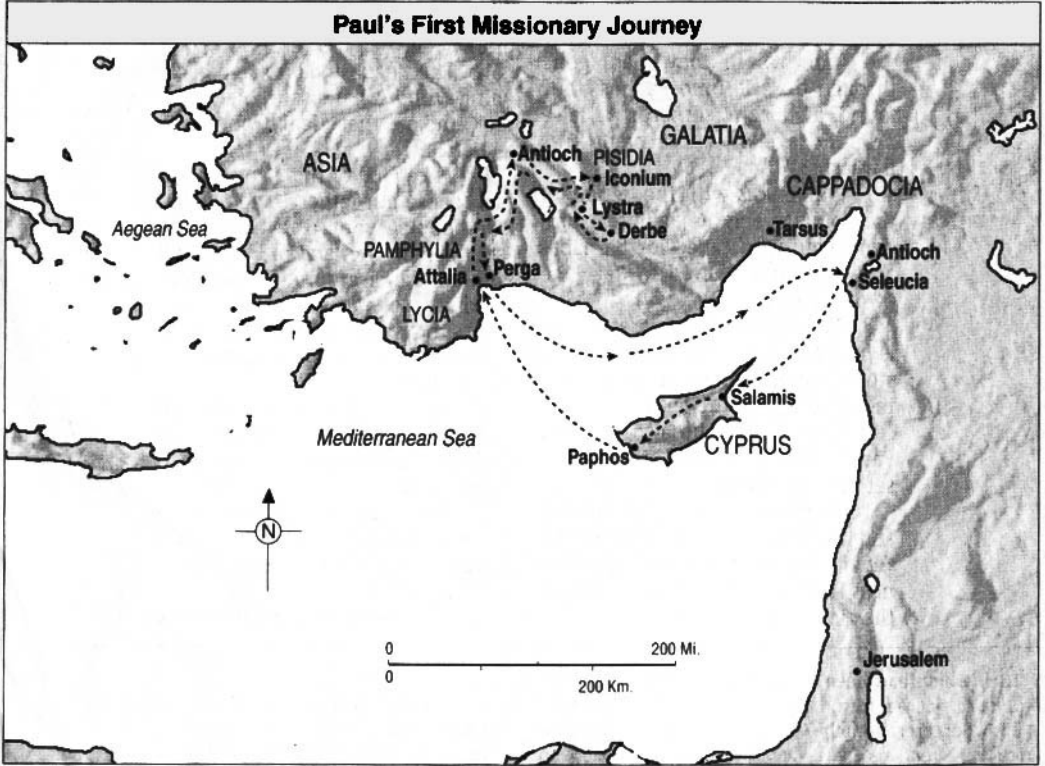 Paul's First Missionary Journey
GALATIA
ASIA
Antioch
PISIDIA
Iconium
CAPPADOCIA
Lystra
Aegean Sea
Derbe
Tarsus
PAMPHYLIA
Antioch
Attalia
Perga
Seleucia
LYCIA
Salamis
Mediterranean Sea
CYPRUS
Paphos
N
0
200 Mi.
0
200 Km.
Jerusalem